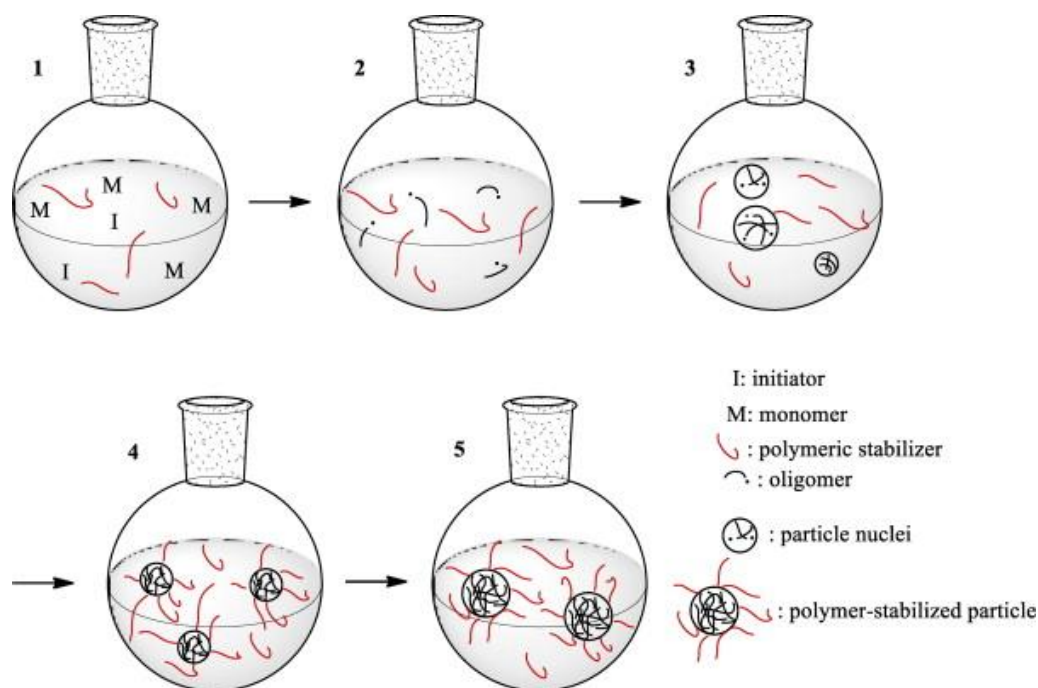 1
2
3
M
M
I
M
I
M
4
5
I: initiator
M: monomer
: polymeric stabilizer
: oligomer
: particle nuclei
: polymer-stabilized particle